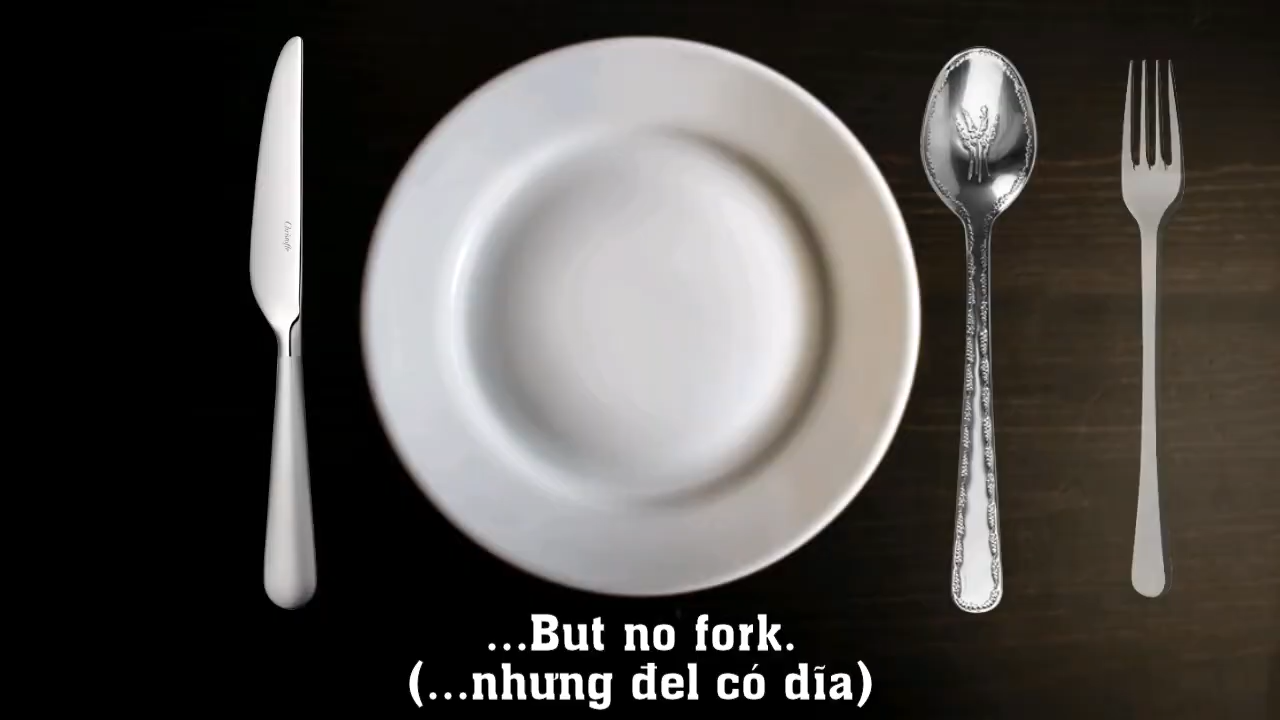 ...But no fork.
(...nhưng đel có dĩa)